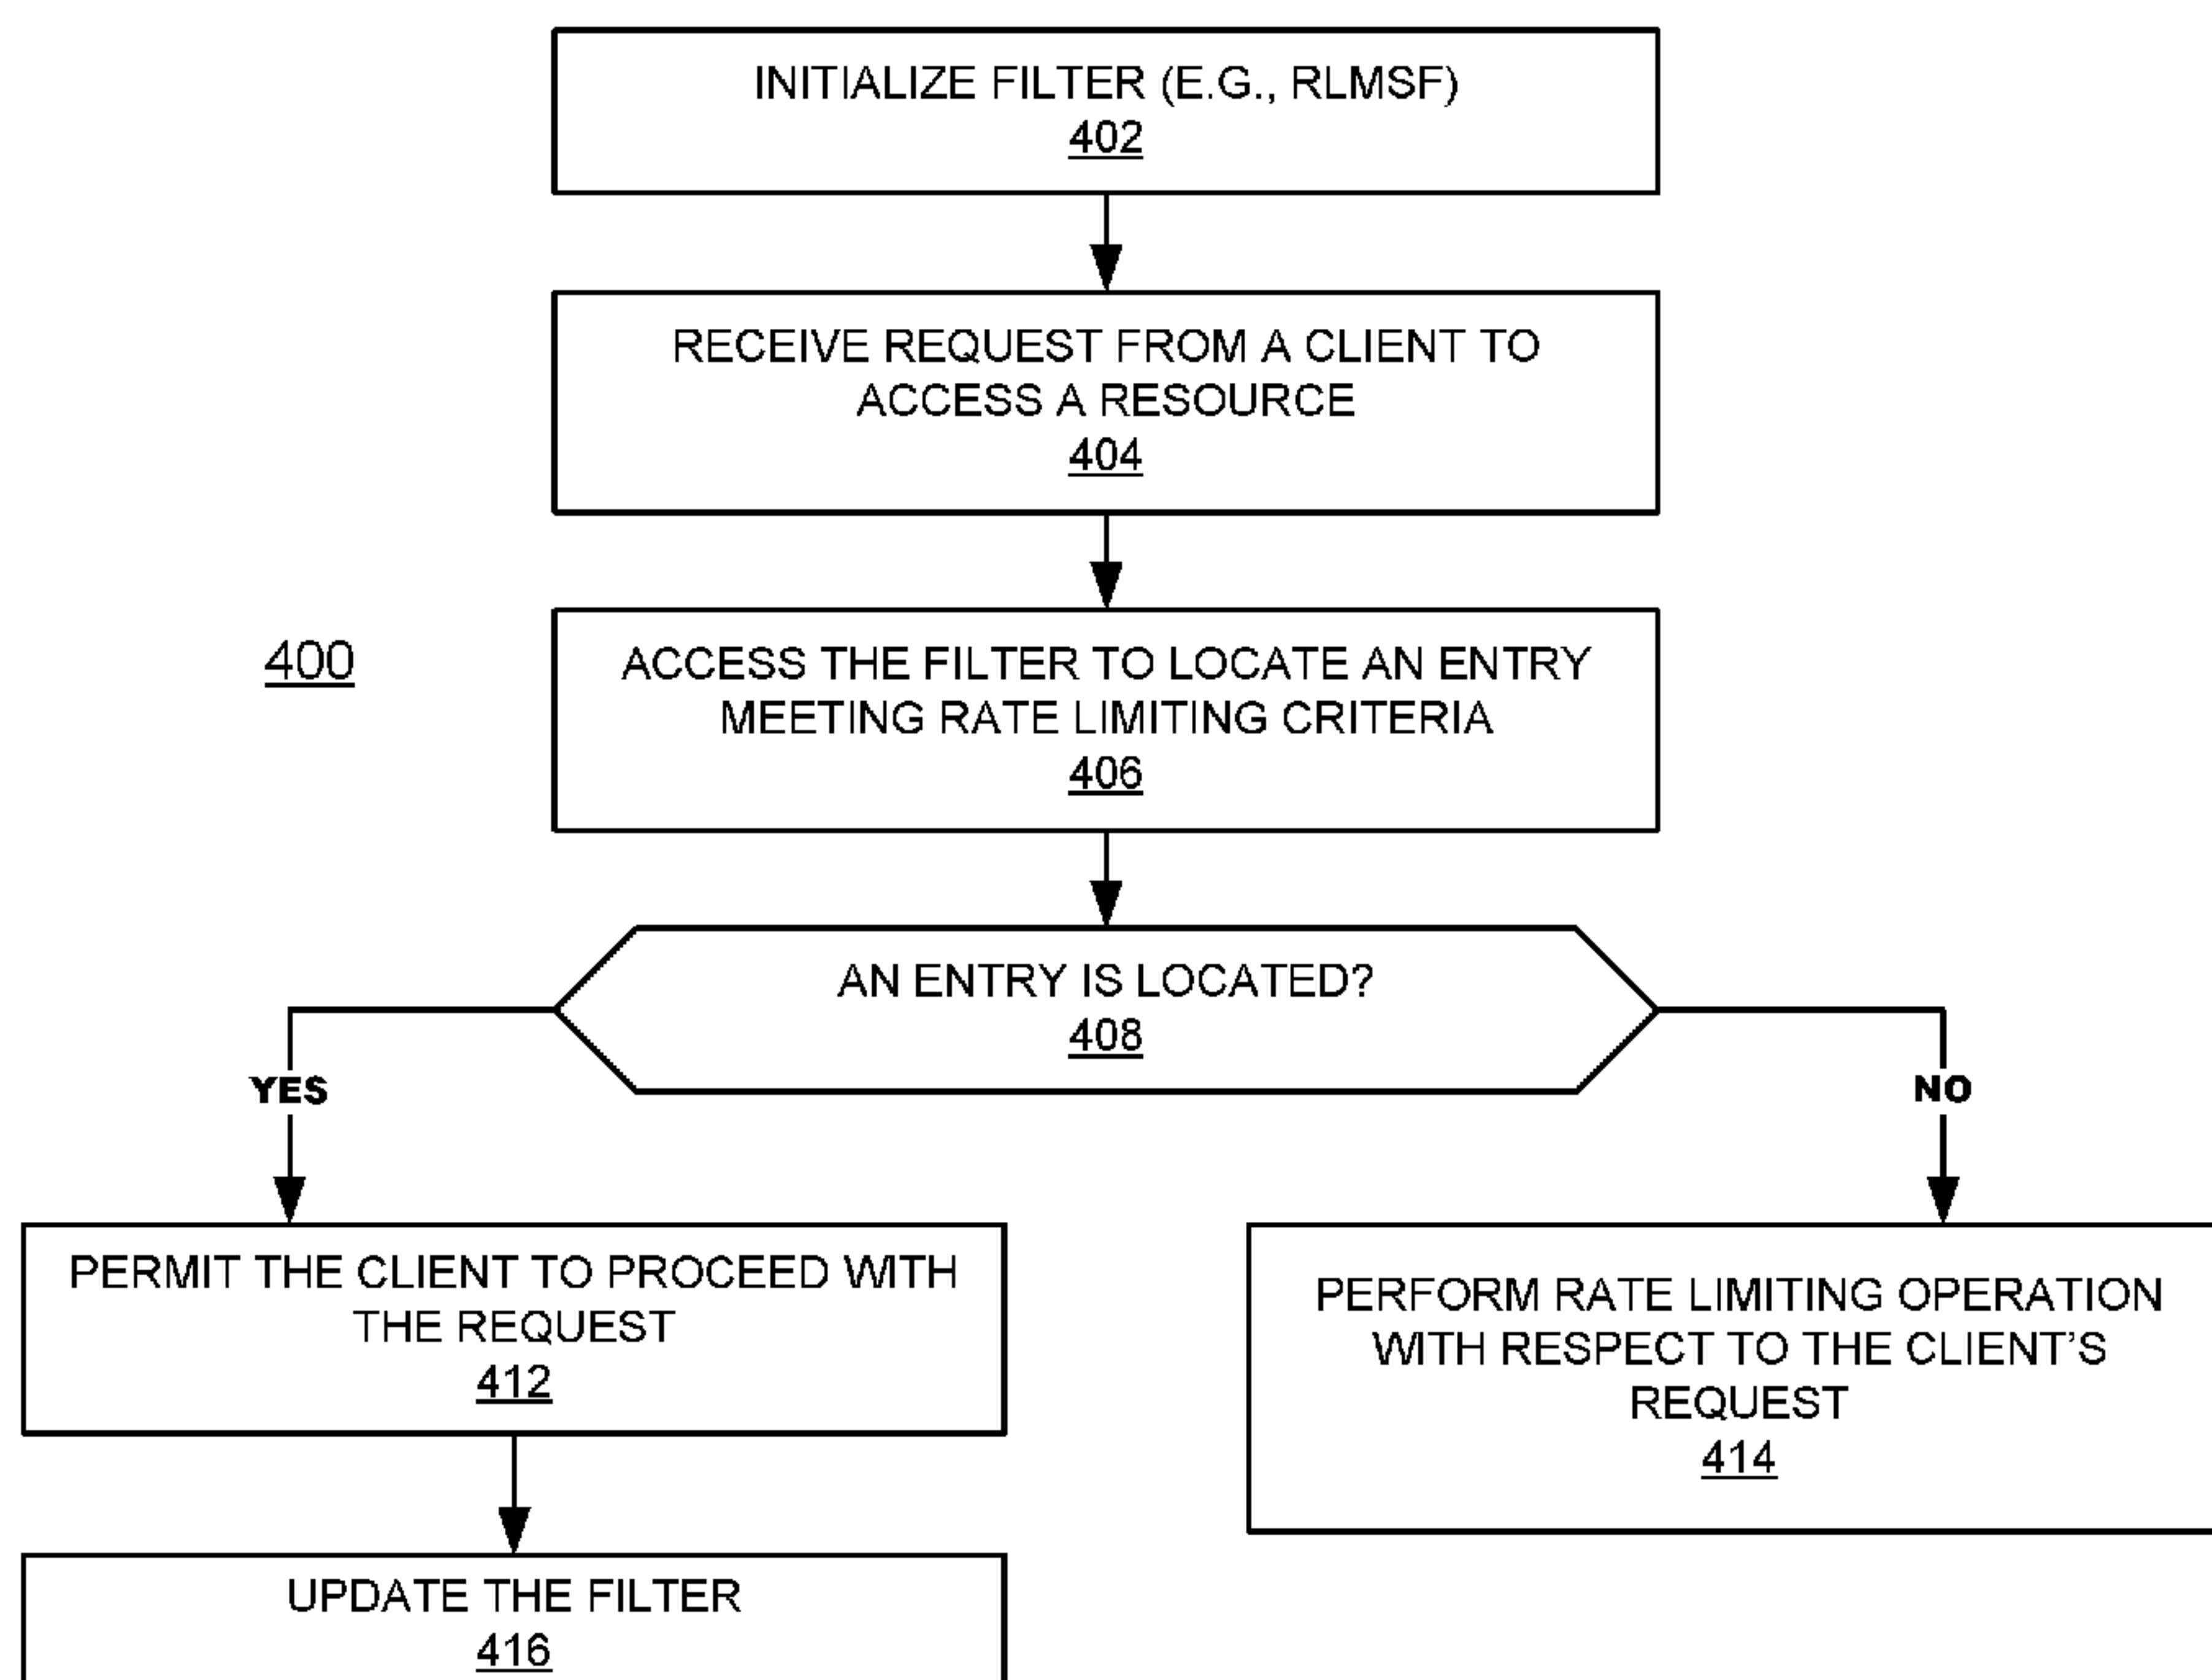 INITIALIZE FILTER (E.G., RLMSF)
402
RECEIVE REQUEST FROM A CLIENT TO
ACCESS A RESOURCE
404
400
ACCESS THE FILTER TO LOCATE AN ENTRY
MEETING RATE LIMITING CRITERIA
406
AN ENTRY IS LOCATED?
408
YES
NO
PERMIT THE CLIENT TO PROCEED WITH
THE REQUEST
412
PERFORM RATE LIMITING OPERATION
WITH RESPECT TO THE CLIENT’S
REQUEST
414
UPDATE THE FILTER
416